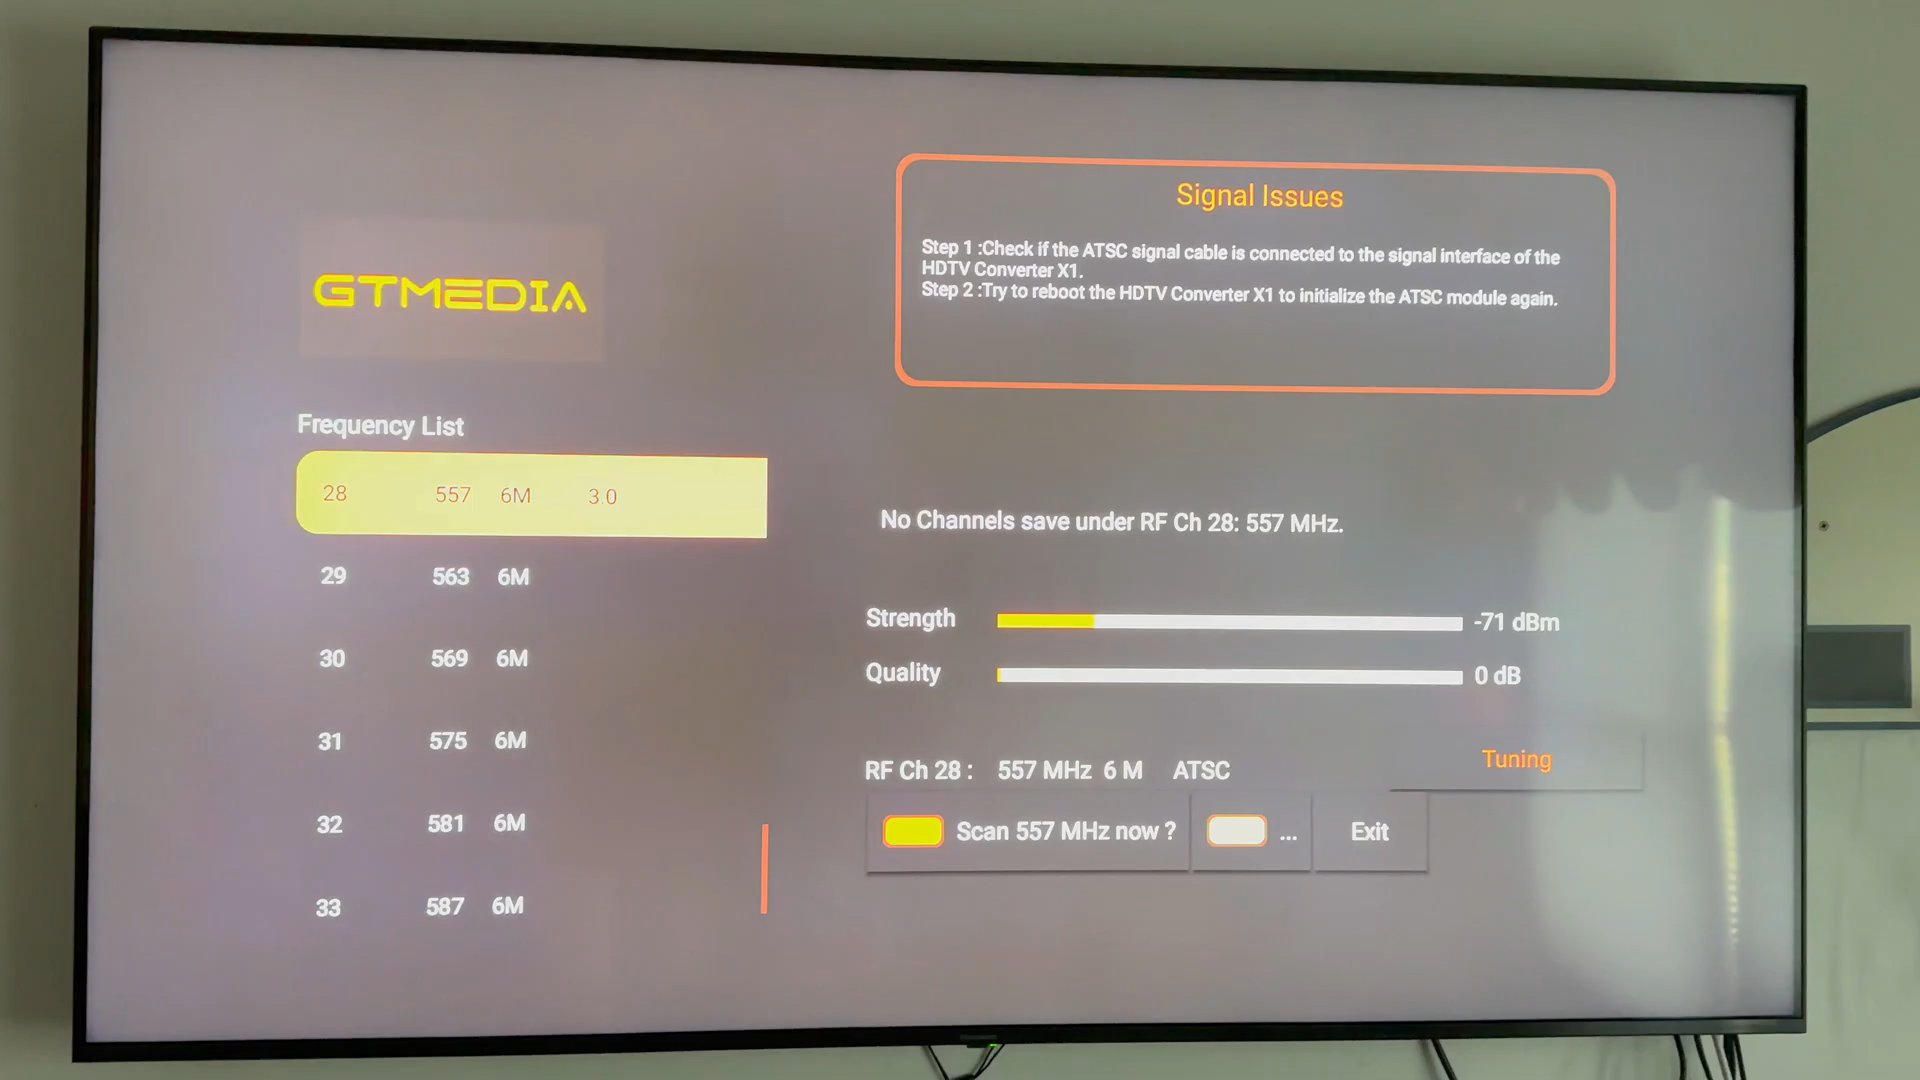 GTMEDIA
Signal Issues
Step 1 :Check if the ATSC signal cable is connected to the signal interface of the
HDTV Converter X1.
Step 2 :Try to reboot the HDTV Converter X1 to initialize the ATSC module again.
Frequency List
28 557 6M 3.0
29 563 6M
30 569 6M
31 575 6M
32 581 6M
33 587 6M
No Channels save under RF Ch 28: 557 MHz.
Strength -71 dBm
Quality 0 dB
RF Ch 28 : 557 MHz 6 M ATSC
Tuning
Scan 557 MHz now ? ... Exit